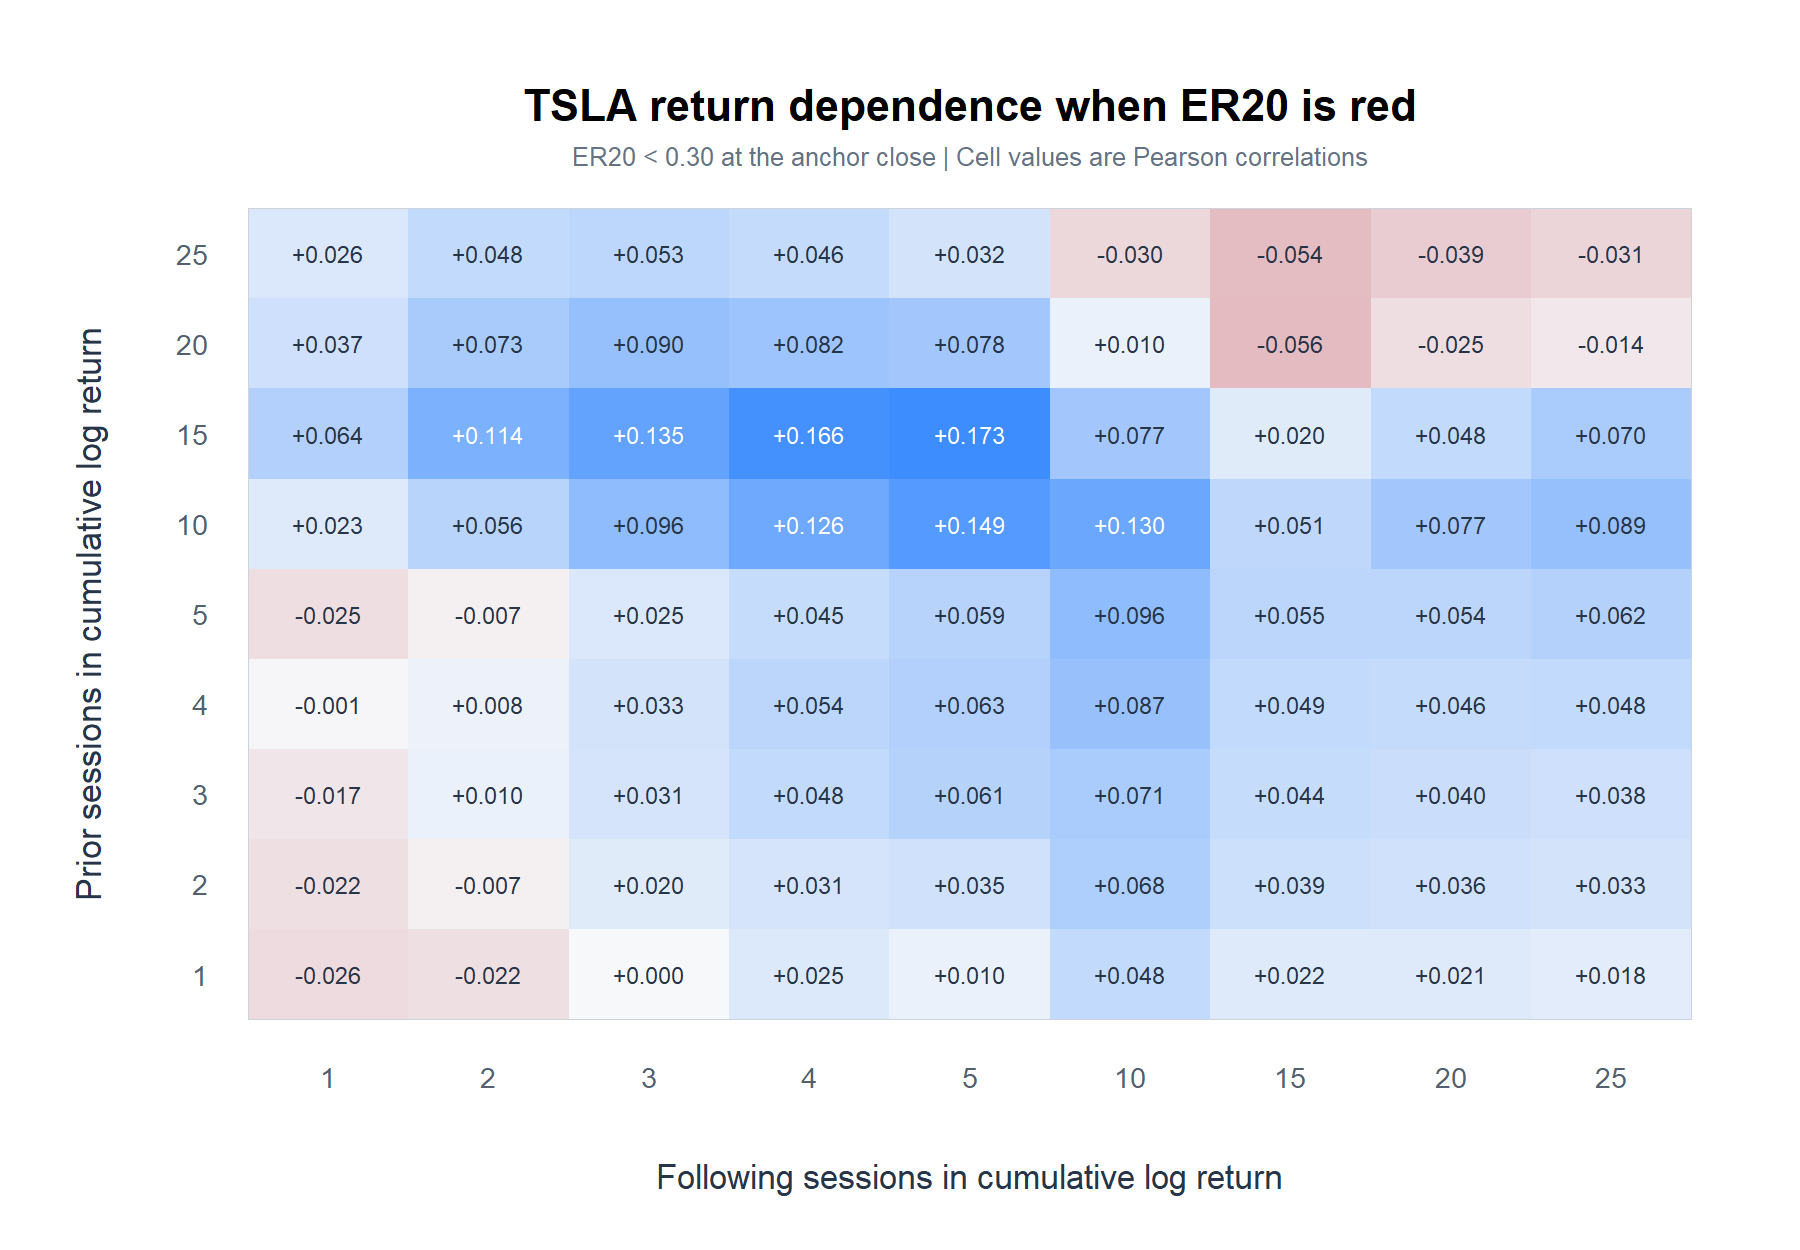 TSLA return dependence when ER20 is red
ER20 < 0.30 at the anchor close | Cell values are Pearson correlations
Prior sessions in cumulative log return
25 +0.026 +0.048 +0.053 +0.046 +0.032 -0.030 -0.054 -0.039 -0.031
20 +0.037 +0.073 +0.090 +0.082 +0.078 +0.010 -0.056 -0.025 -0.014
15 +0.064 +0.114 +0.135 +0.166 +0.173 +0.077 +0.020 +0.048 +0.070
10 +0.023 +0.056 +0.096 +0.126 +0.149 +0.130 +0.051 +0.077 +0.089
5 -0.025 -0.007 +0.025 +0.045 +0.059 +0.096 +0.055 +0.054 +0.062
4 -0.001 +0.008 +0.033 +0.054 +0.063 +0.087 +0.049 +0.046 +0.048
3 -0.017 +0.010 +0.031 +0.048 +0.061 +0.071 +0.044 +0.040 +0.038
2 -0.022 -0.007 +0.020 +0.031 +0.035 +0.068 +0.039 +0.036 +0.033
1 -0.026 -0.022 +0.000 +0.025 +0.010 +0.048 +0.022 +0.021 +0.018
1 2 3 4 5 10 15 20 25
Following sessions in cumulative log return